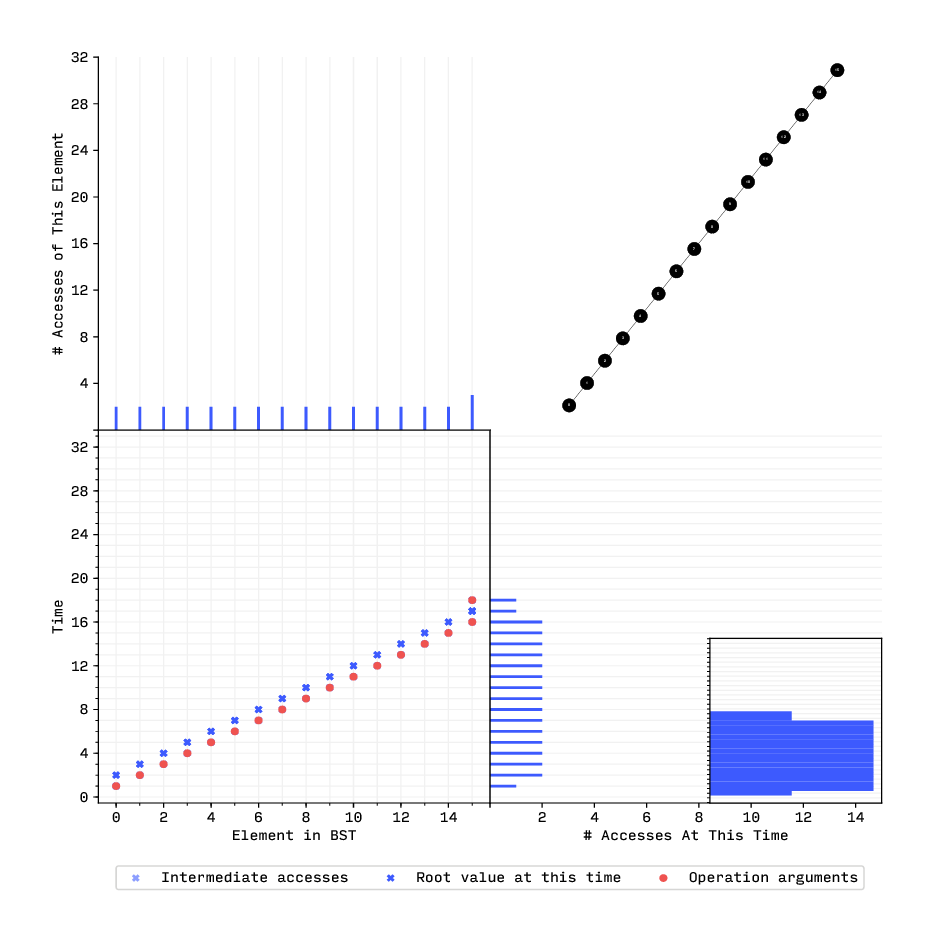 32
28
24
20
16
12
8
4
# Accesses of This Element
32
28
24
20
16
12
8
4
0
Time
0 2 4 6 8 10 12 14
Element in BST
2 4 6 8 10 12 14
# Accesses At This Time
Intermediate accesses Root value at this time Operation arguments